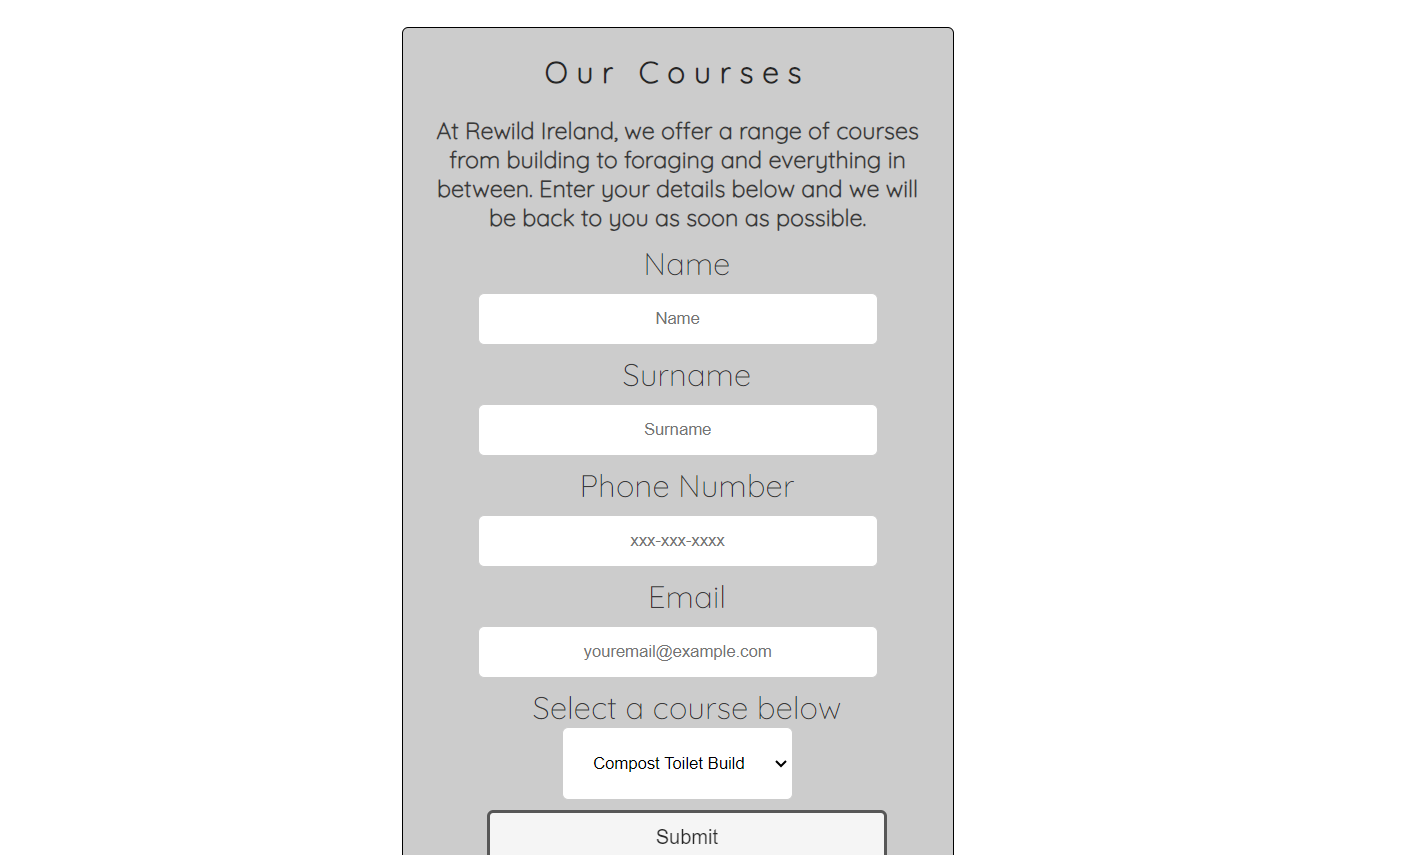 Our Courses
At Rewild Ireland, we offer a range of courses
from building to foraging and everything in
between. Enter your details below and we will
be back to you as soon as possible.
Name
Name
Surname
Surname
Phone Number
xxx-xxx-xxxx
Email
youremail@example.com
Select a course below
Compost Toilet Build
Submit